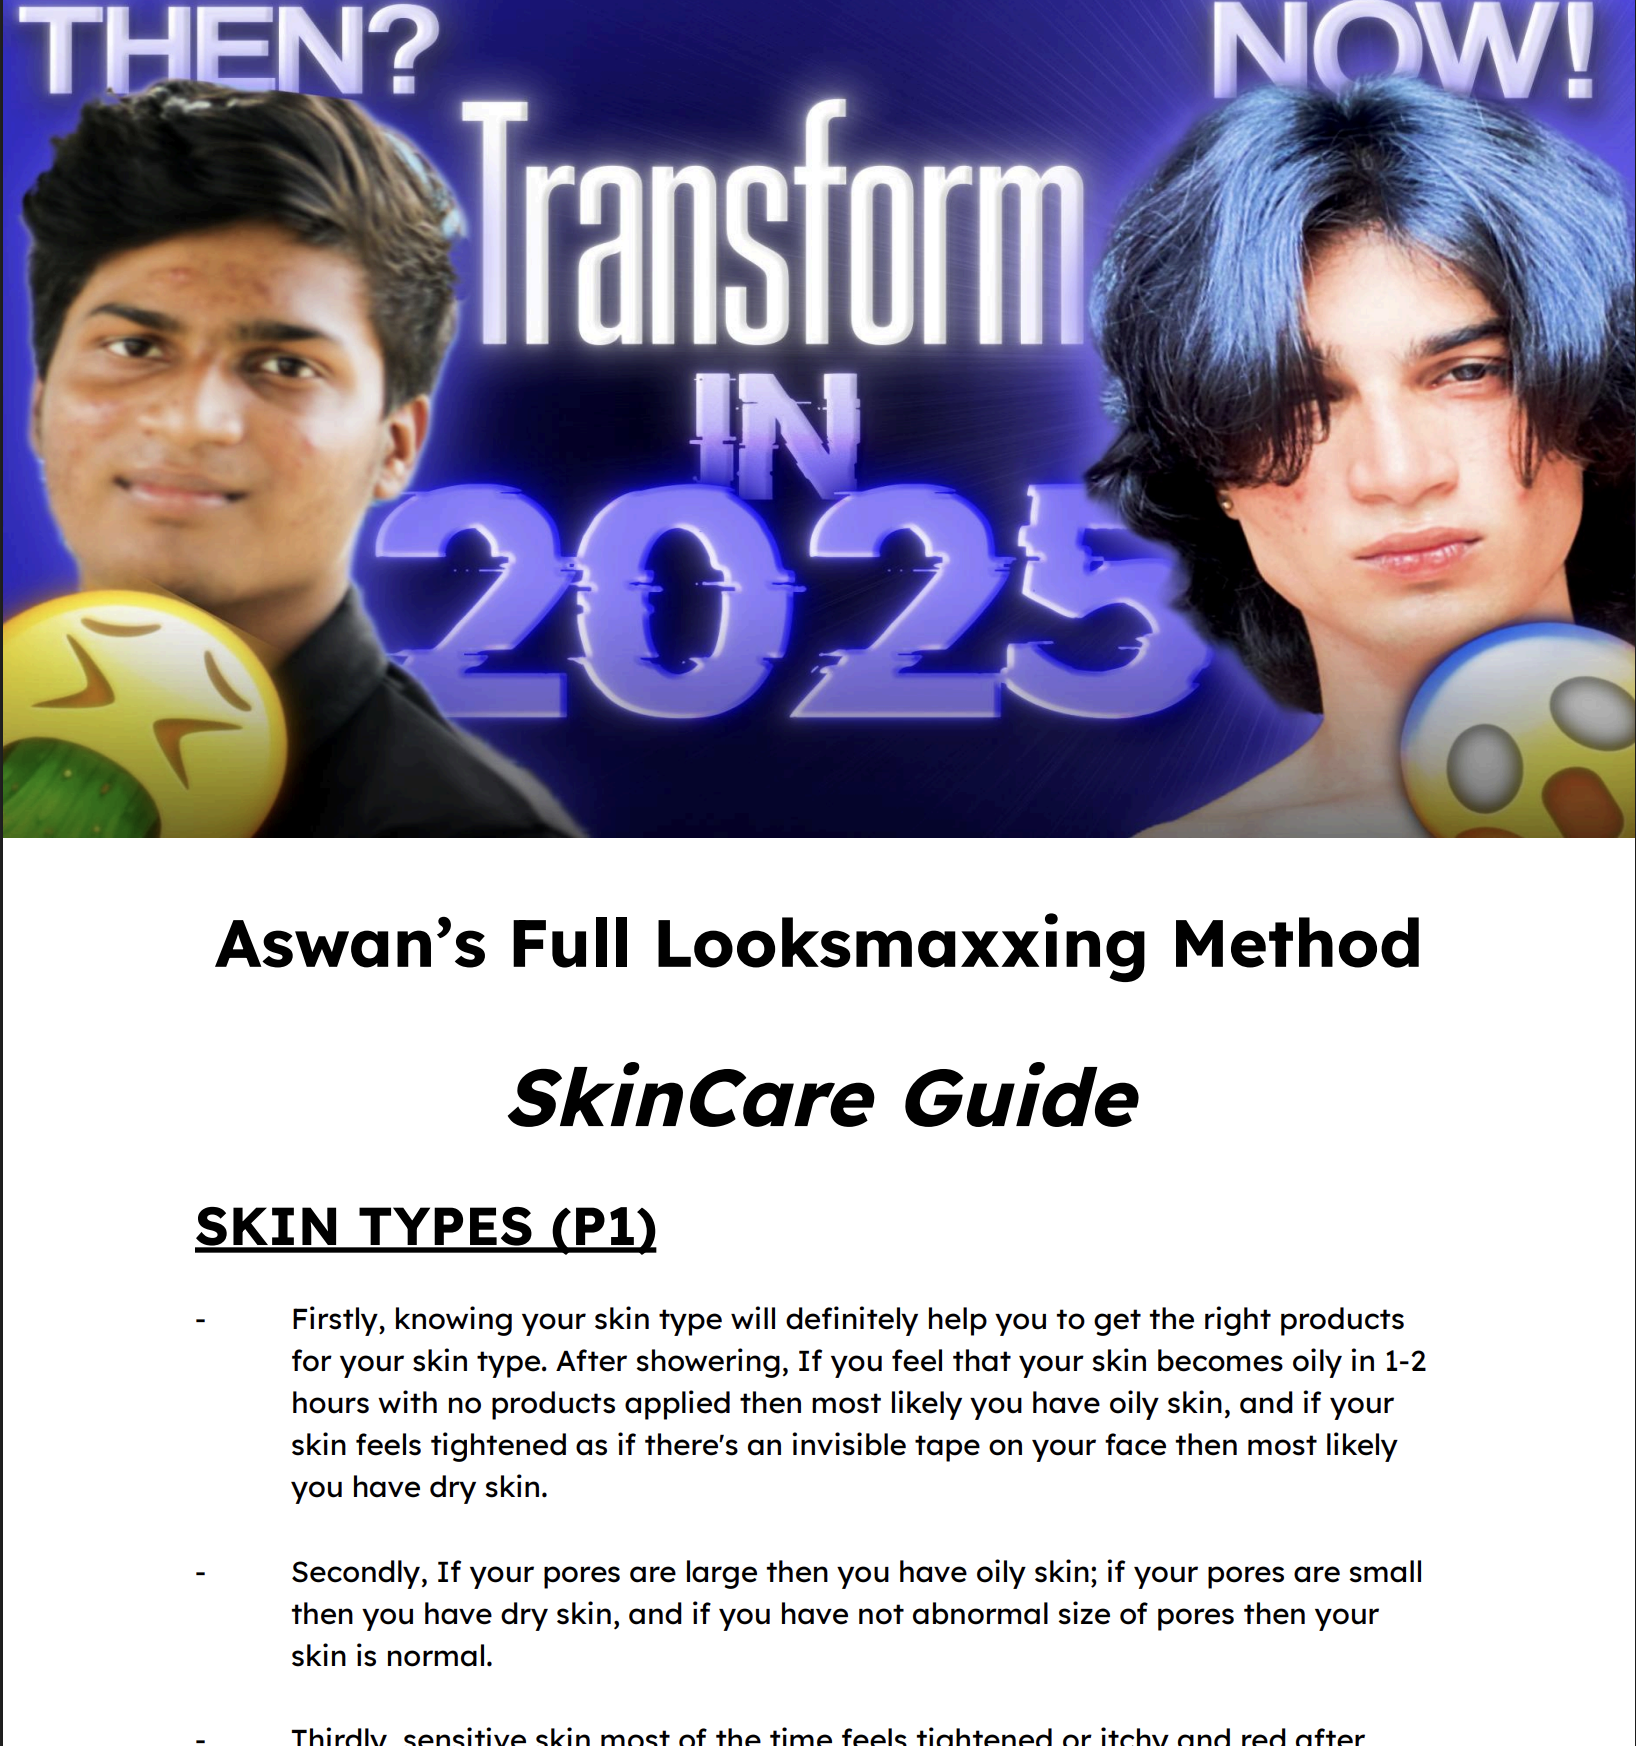 THEN?
NOW!
Transform
IN
2025
Aswan’s Full Looksmaxxing Method
SkinCare Guide
SKIN TYPES (P1)
- Firstly, knowing your skin type will definitely help you to get the right products
for your skin type. After showering, If you feel that your skin becomes oily in 1-2
hours with no products applied then most likely you have oily skin, and if your
skin feels tightened as if there's an invisible tape on your face then most likely
you have dry skin.
- Secondly, If your pores are large then you have oily skin; if your pores are small
then you have dry skin, and if you have not abnormal size of pores then your
skin is normal.
- Thirdly, sensitive skin most of the time feels tightened or itchy and red after